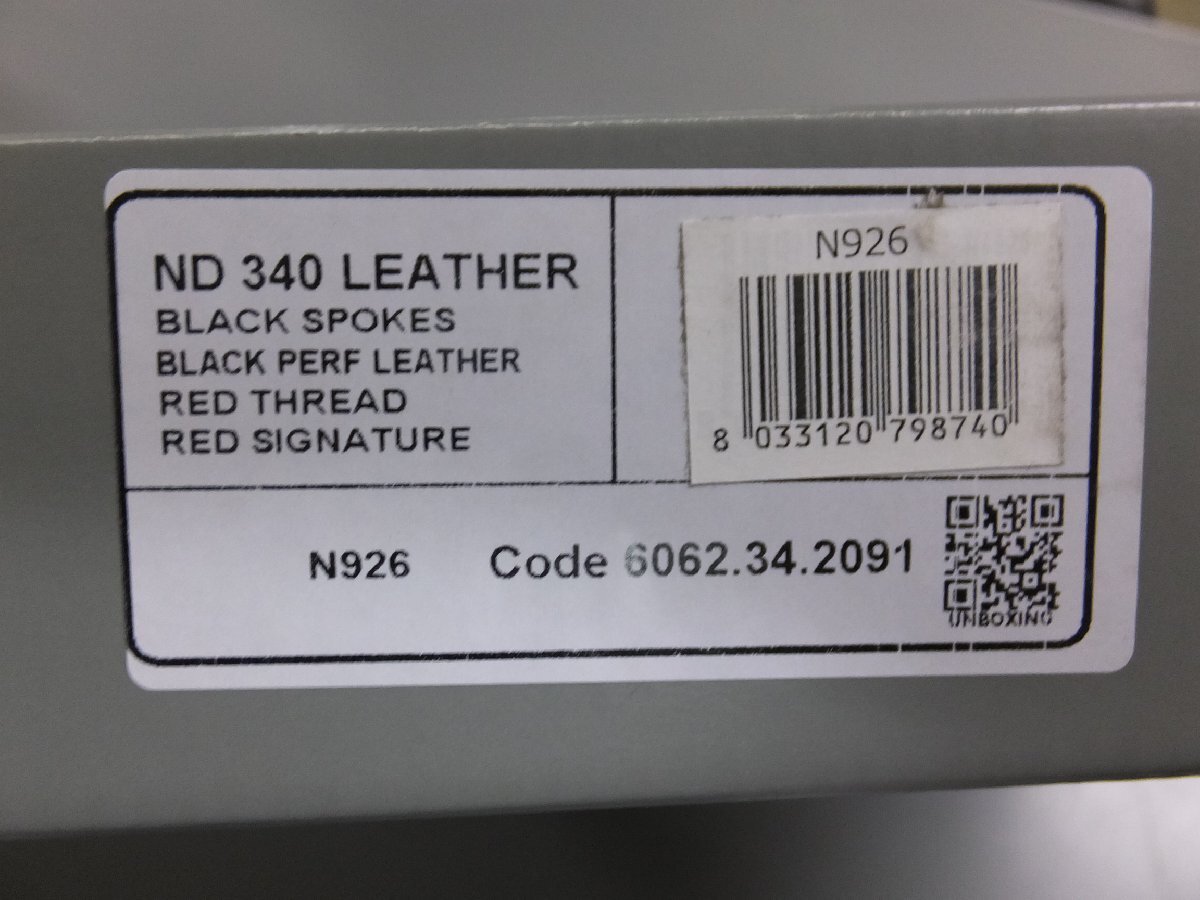 ND 340 LEATHER
BLACK SPOKES
BLACK PERF LEATHER
RED THREAD
RED SIGNATURE
N926
8 033120 798740
N926 Code 6062.34.2091
UNBOXING